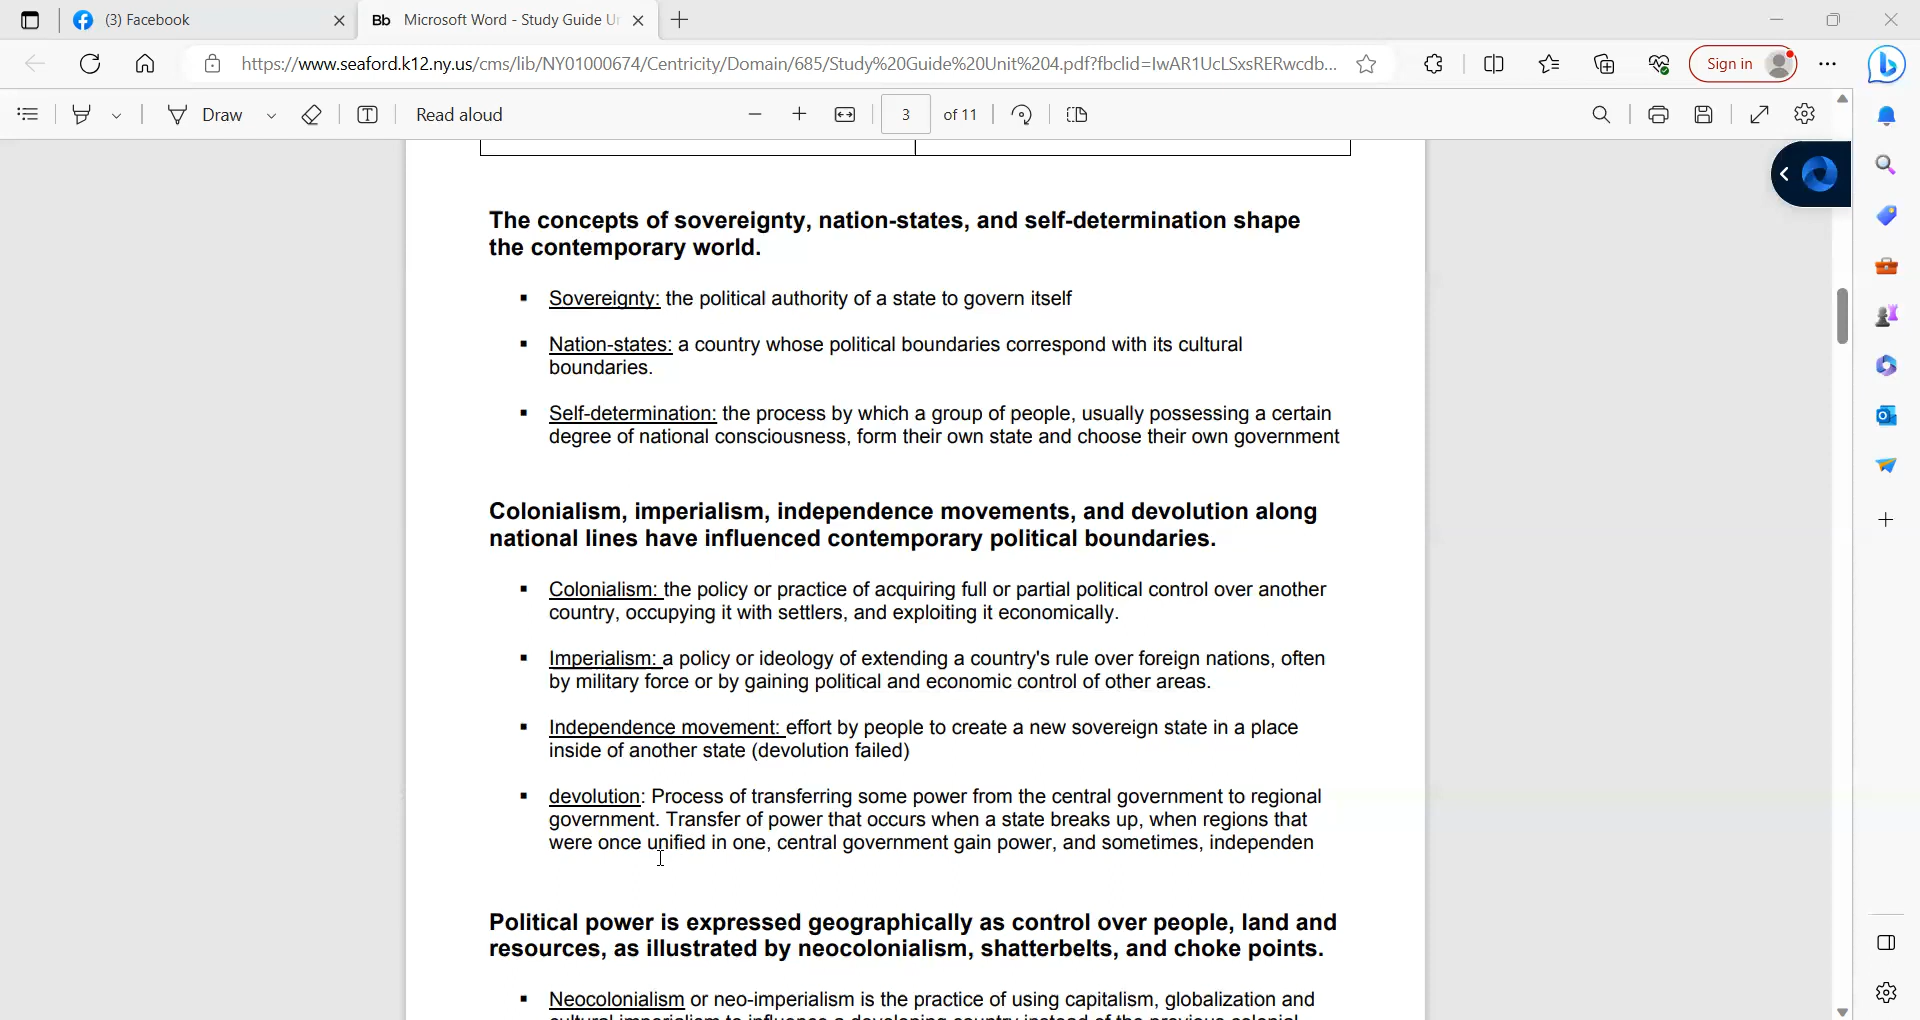 (3) Facebook
Bb Microsoft Word - Study Guide U
https://www.seaford.k12.ny.us/cms/lib/NY01000674/Centricity/Domain/685/Study%20Guide%20Unit%204.pdf?fbclid=IwAR1UcLSxsRERwcdb...
Sign in
Draw
Read aloud
3 of 11
The concepts of sovereignty, nation-states, and self-determination shape
the contemporary world.
▪ Sovereignty: the political authority of a state to govern itself
▪ Nation-states: a country whose political boundaries correspond with its cultural
boundaries.
▪ Self-determination: the process by which a group of people, usually possessing a certain
degree of national consciousness, form their own state and choose their own government
Colonialism, imperialism, independence movements, and devolution along
national lines have influenced contemporary political boundaries.
▪ Colonialism: the policy or practice of acquiring full or partial political control over another
country, occupying it with settlers, and exploiting it economically.
▪ Imperialism: a policy or ideology of extending a country's rule over foreign nations, often
by military force or by gaining political and economic control of other areas.
▪ Independence movement: effort by people to create a new sovereign state in a place
inside of another state (devolution failed)
▪ devolution: Process of transferring some power from the central government to regional
government. Transfer of power that occurs when a state breaks up, when regions that
were once unified in one, central government gain power, and sometimes, independen
Political power is expressed geographically as control over people, land and
resources, as illustrated by neocolonialism, shatterbelts, and choke points.
▪ Neocolonialism or neo-imperialism is the practice of using capitalism, globalization and
cultural imperialism to influence a developing country instead of the previous colonial